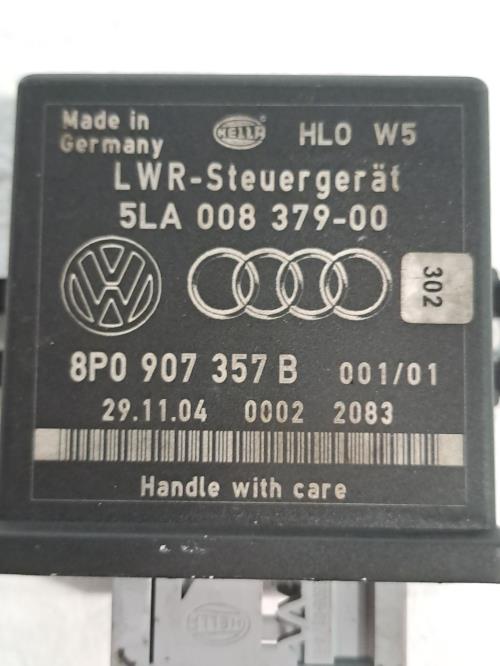 Made in
Germany
HELLA
HLO W5
LWR-Steuergerät
5LA 008 379-00
302
8P0 907 357 B 001/01
29.11.04 0002 2083
Handle with care
HELLA